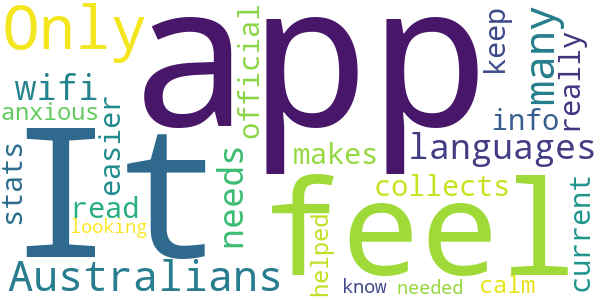 Only
app
official
keep
many
really
wifi
anxious
easier
info
It
languages
makes
stats
read
needs
feel
collects
current
looking
Australians
helped
know
needed
calm